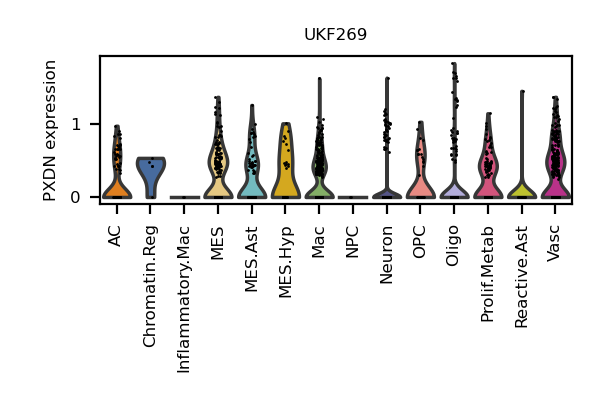 UKF269
PXDN expression
1
0
AC
Chromatin.Reg
Inflammatory.Mac
MES
MES.Ast
MES.Hyp
Mac
NPC
Neuron
OPC
Oligo
Prolif.Metab
Reactive.Ast
Vasc